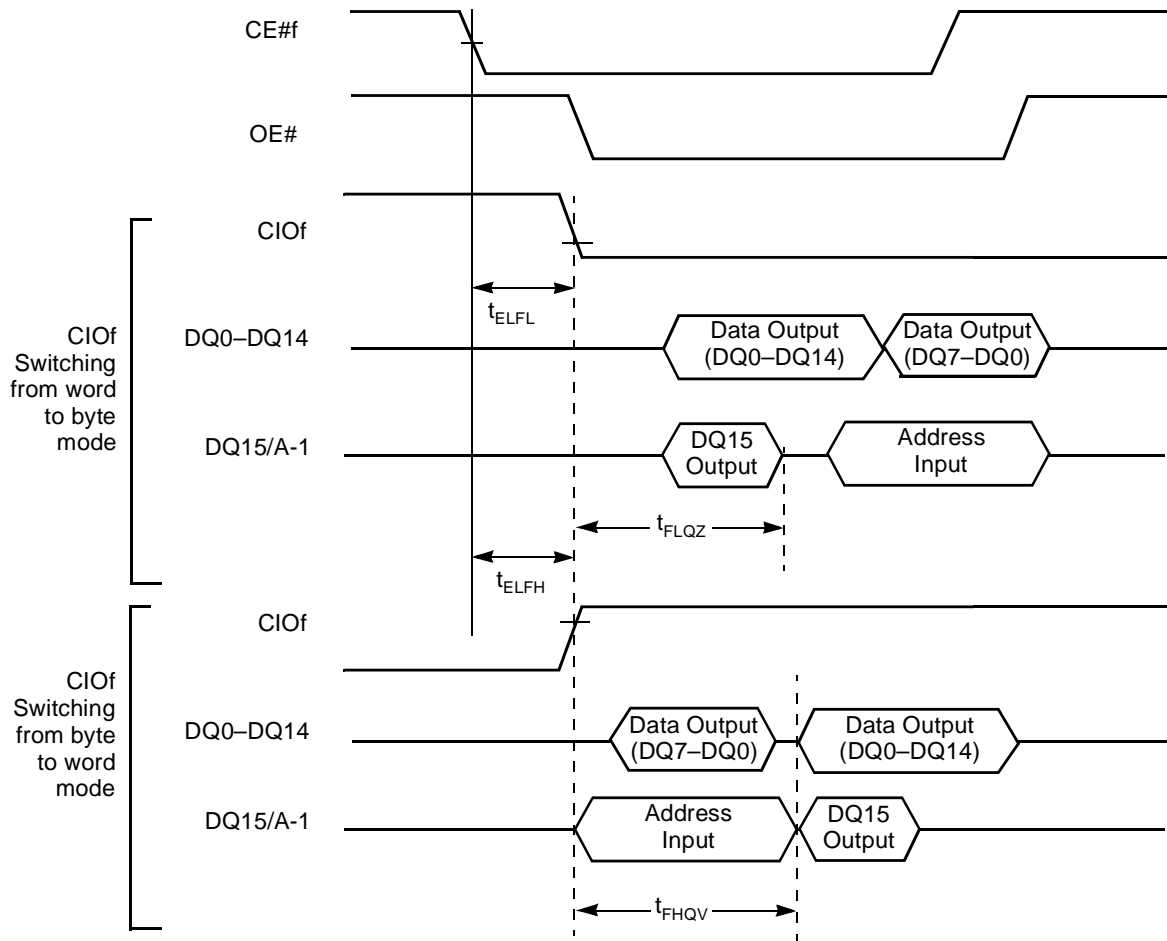 CE#f
OE#
CIOf
tELFL
CIOf
Switching
from word
to byte
mode
DQ0–DQ14
Data Output
(DQ0–DQ14)
Data Output
(DQ7–DQ0)
DQ15/A-1
DQ15
Output
Address
Input
tFLQZ
tELFH
CIOf
CIOf
Switching
from byte
to word
mode
DQ0–DQ14
Data Output
(DQ7–DQ0)
Data Output
(DQ0–DQ14)
DQ15/A-1
Address
Input
DQ15
Output
tFHQV